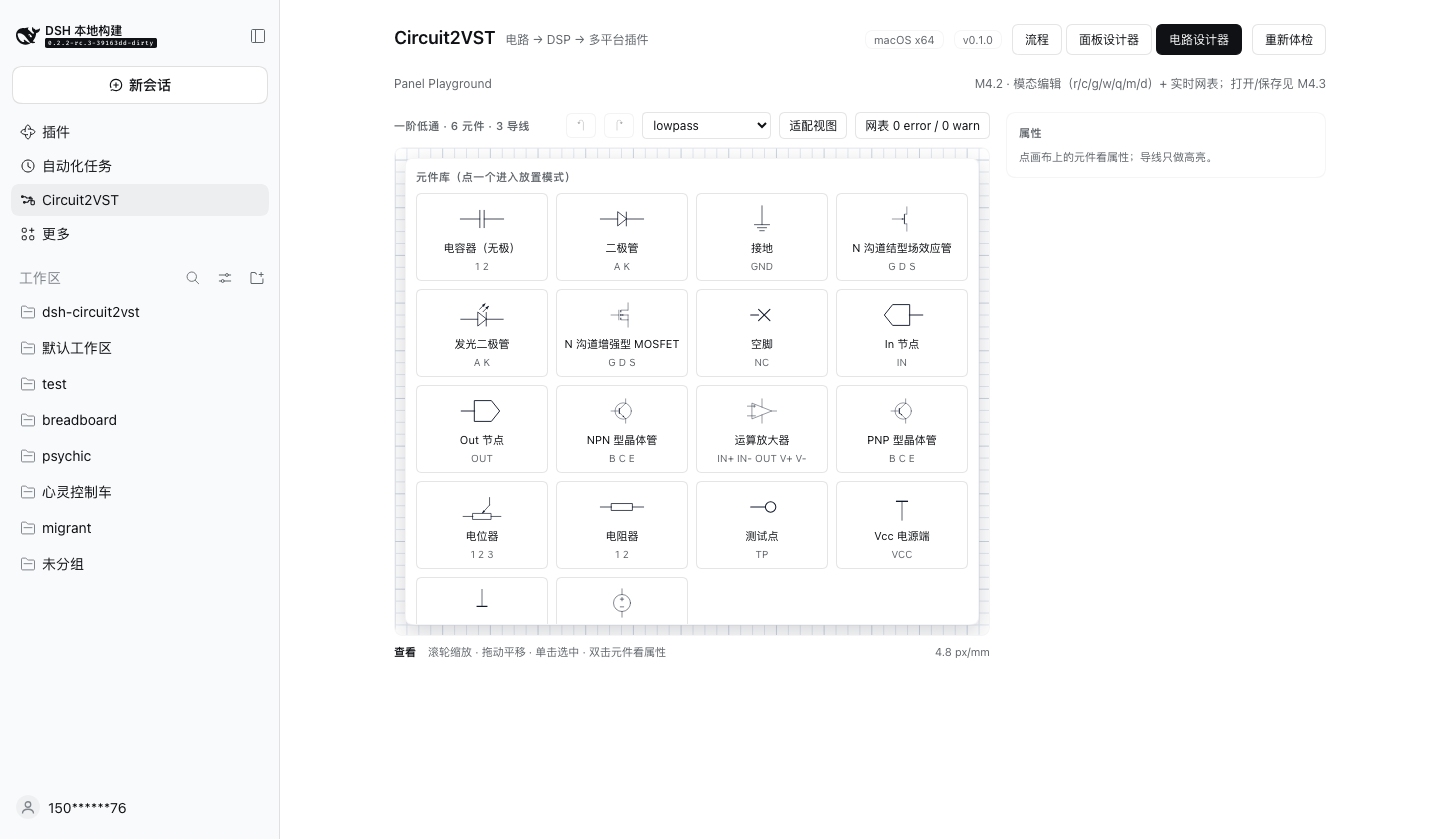 DSH 本地构建
0.2.2-rc.3-39163dd-dirty
新会话
插件
自动化任务
Circuit2VST
更多
工作区
dsh-circuit2vst
默认工作区
test
breadboard
psychic
心灵控制车
migrant
未分组
150******76
Circuit2VST 电路 → DSP → 多平台插件 macOS x64 v0.1.0 流程 面板设计器 电路设计器 重新体检
Panel Playground M4.2 · 模态编辑（r/c/g/w/q/m/d）+ 实时网表；打开/保存见 M4.3
一阶低通 · 6 元件 · 3 导线 lowpass 适配视图 网表 0 error / 0 warn
属性
点画布上的元件看属性；导线只做高亮。
元件库（点一个进入放置模式）
电容器（无极） 二极管 接地 N 沟道结型场效应管
1 2 A K GND G D S
发光二极管 N 沟道增强型 MOSFET 空脚 In 节点
A K G D S NC IN
Out 节点 NPN 型晶体管 运算放大器 PNP 型晶体管
OUT B C E IN+ IN- OUT V+ V- B C E
电位器 电阻器 测试点 Vcc 电源端
1 2 3 1 2 TP VCC
查看 滚轮缩放 · 拖动平移 · 单击选中 · 双击元件看属性 4.8 px/mm